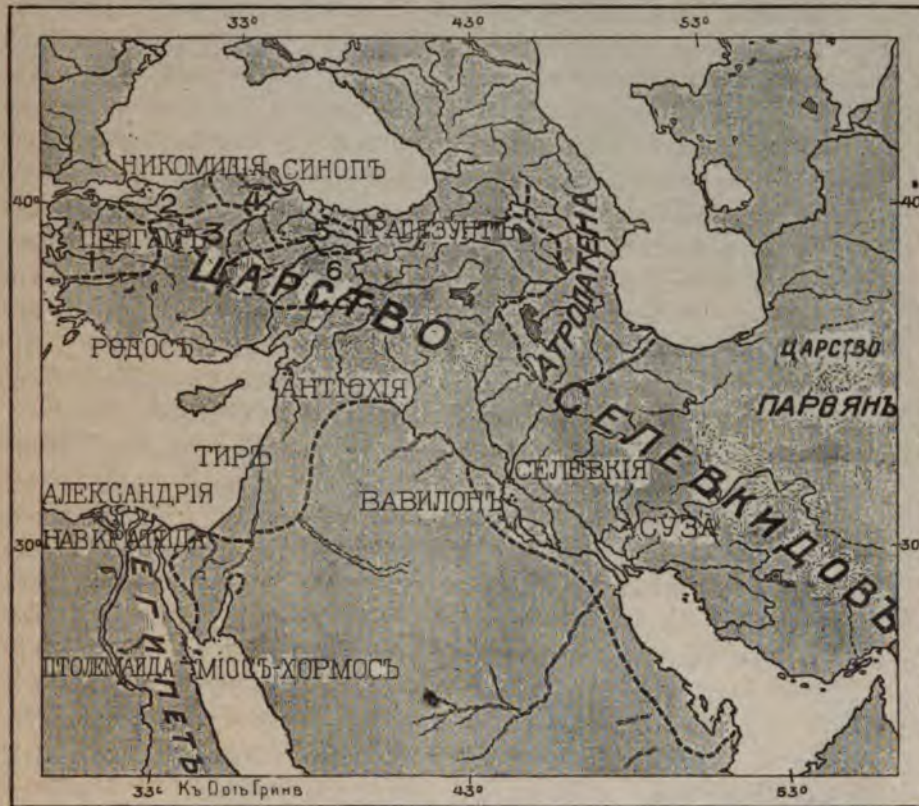 33° 43° 53°
НИКОМИДІЯ СИНОПЪ
40° 2 4 40°
ПЕРГАМЪ 3 5 ТРАПЕЗУНТЪ
1 6
ЦАРСТВО
АТРОДАТЕНА
РОДОСЪ
ЦАРСТВО
ПАРѲЯНЪ
АНТІОХІЯ
СЕЛЕВКИДОВЪ
ТИРЪ
СЕЛЕВКІЯ
АЛЕКСАНДРІЯ ВАВИЛОНЪ
СУЗА
30° НАВКРАТИДА 30°
ЕГИПЕТЪ
ПТОЛЕМАИДА МІОСЪ-ХОРМОСЪ
33° 43° 53°
Къ О отъ Гринв